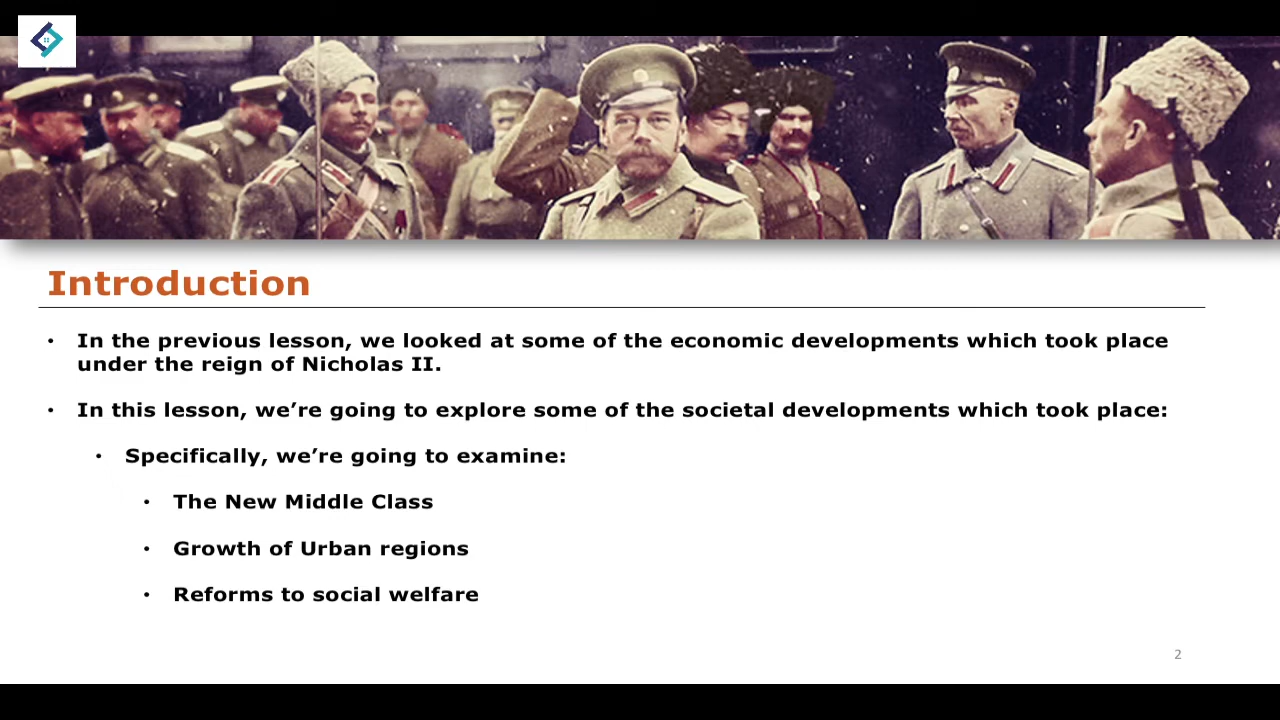 Introduction
• In the previous lesson, we looked at some of the economic developments which took place
under the reign of Nicholas II.
• In this lesson, we’re going to explore some of the societal developments which took place:
• Specifically, we’re going to examine:
• The New Middle Class
• Growth of Urban regions
• Reforms to social welfare
2